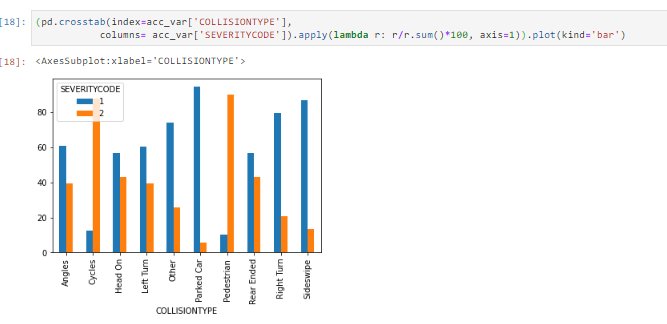 [18]: (pd.crosstab(index=acc_var['COLLISIONTYPE'],
columns= acc_var['SEVERITYCODE']).apply(lambda r: r/r.sum()*100, axis=1)).plot(kind='bar')
[18]: <AxesSubplot:xlabel='COLLISIONTYPE'>
SEVERITYCODE
1
2
80
60
40
20
0
Angles
Cycles
Head On
Left Turn
Other
Parked Car
Pedestrian
Rear Ended
Right Turn
Sideswipe
COLLISIONTYPE